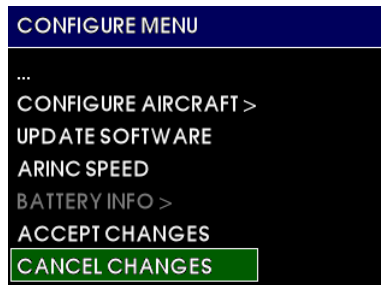 CONFIGURE MENU
...
CONFIGURE AIRCRAFT >
UPDATE SOFTWARE
ARINC SPEED
BATTERY INFO >
ACCEPT CHANGES
CANCEL CHANGES